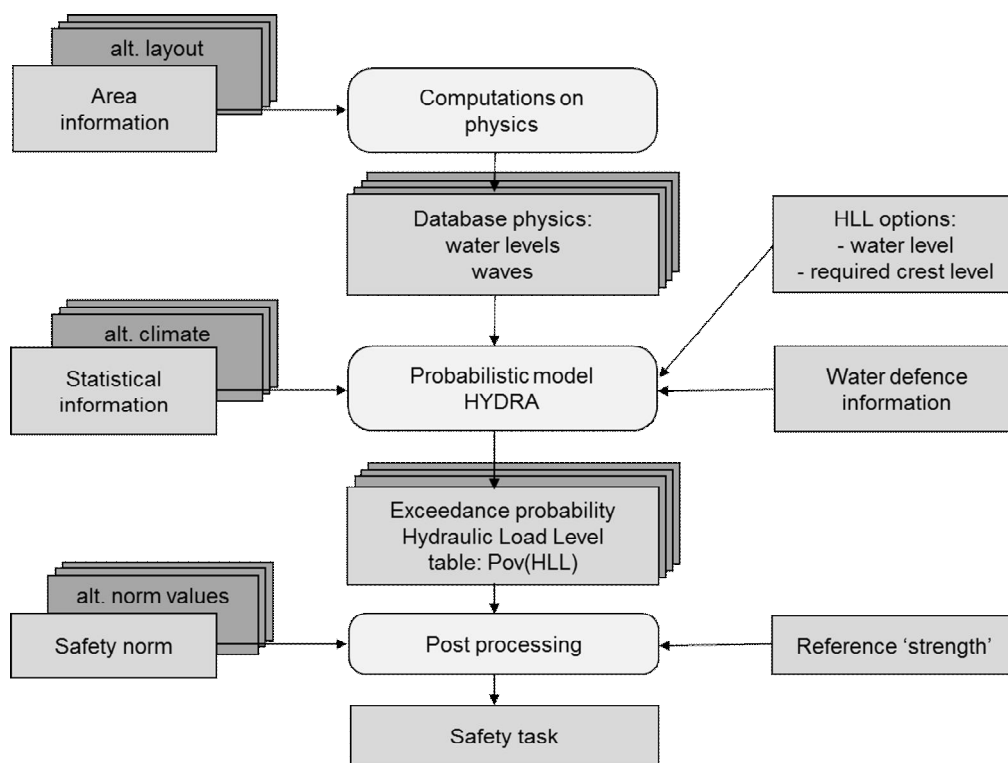 alt. layout
Area
information
Computations on
physics
Database physics:
water levels
waves
HLL options:
- water level
- required crest level
alt. climate
Statistical
information
Probabilistic model
HYDRA
Water defence
information
Exceedance probability
Hydraulic Load Level
table: Pov(HLL)
alt. norm values
Safety norm
Post processing
Reference ‘strength’
Safety task